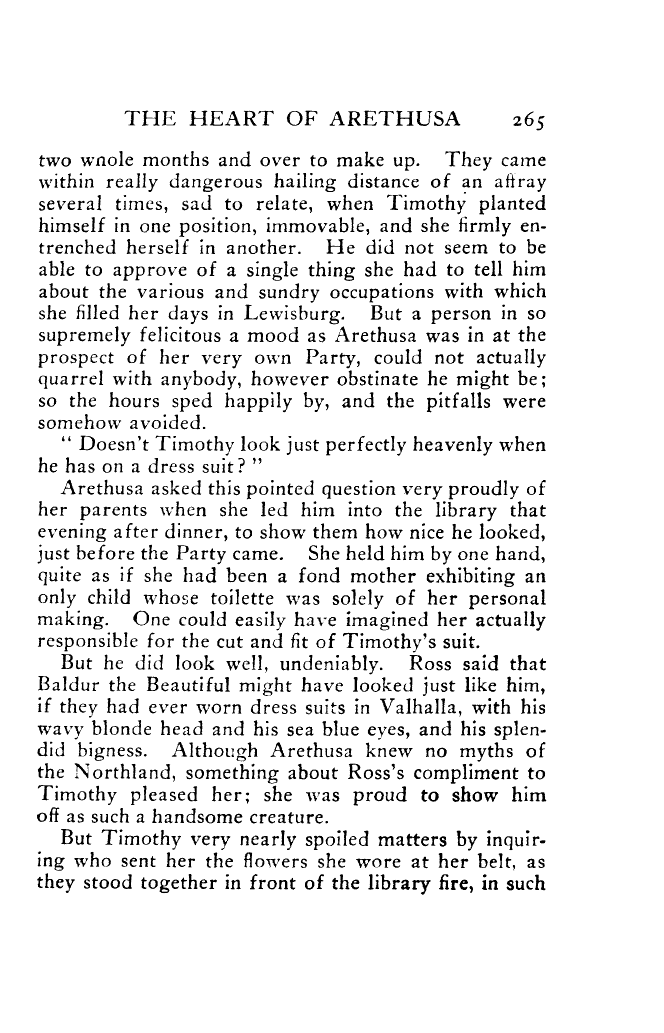 THE HEART OF ARETHUSA 265
two whole months and over to make up. They came
within really dangerous hailing distance of an affray
several times, sad to relate, when Timothy planted
himself in one position, immovable, and she firmly en-
trenched herself in another. He did not seem to be
able to approve of a single thing she had to tell him
about the various and sundry occupations with which
she filled her days in Lewisburg. But a person in so
supremely felicitous a mood as Arethusa was in at the
prospect of her very own Party, could not actually
quarrel with anybody, however obstinate he might be;
so the hours sped happily by, and the pitfalls were
somehow avoided.
" Doesn't Timothy look just perfectly heavenly when
he has on a dress suit? "
Arethusa asked this pointed question very proudly of
her parents when she led him into the library that
evening after dinner, to show them how nice he looked,
just before the Party came. She held him by one hand,
quite as if she had been a fond mother exhibiting an
only child whose toilette was solely of her personal
making. One could easily have imagined her actually
responsible for the cut and fit of Timothy's suit.
But he did look well, undeniably. Ross said that
Baldur the Beautiful might have looked just like him,
if they had ever worn dress suits in Valhalla, with his
wavy blonde head and his sea blue eyes, and his splen-
did bigness. Although Arethusa knew no myths of
the Northland, something about Ross's compliment to
Timothy pleased her; she was proud to show him
off as such a handsome creature.
But Timothy very nearly spoiled matters by inquir-
ing who sent her the flowers she wore at her belt, as
they stood together in front of the library fire, in such